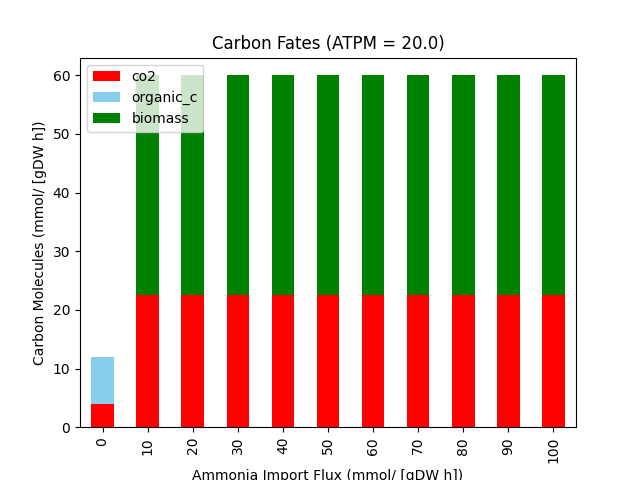 Carbon Fates (ATPM = 20.0)
co2
organic_c
biomass
Carbon Molecules (mmol/ [gDW h])
60
50
40
30
20
10
0
0 10 20 30 40 50 60 70 80 90 100
Ammonia Import Flux (mmol/ [gDW h])